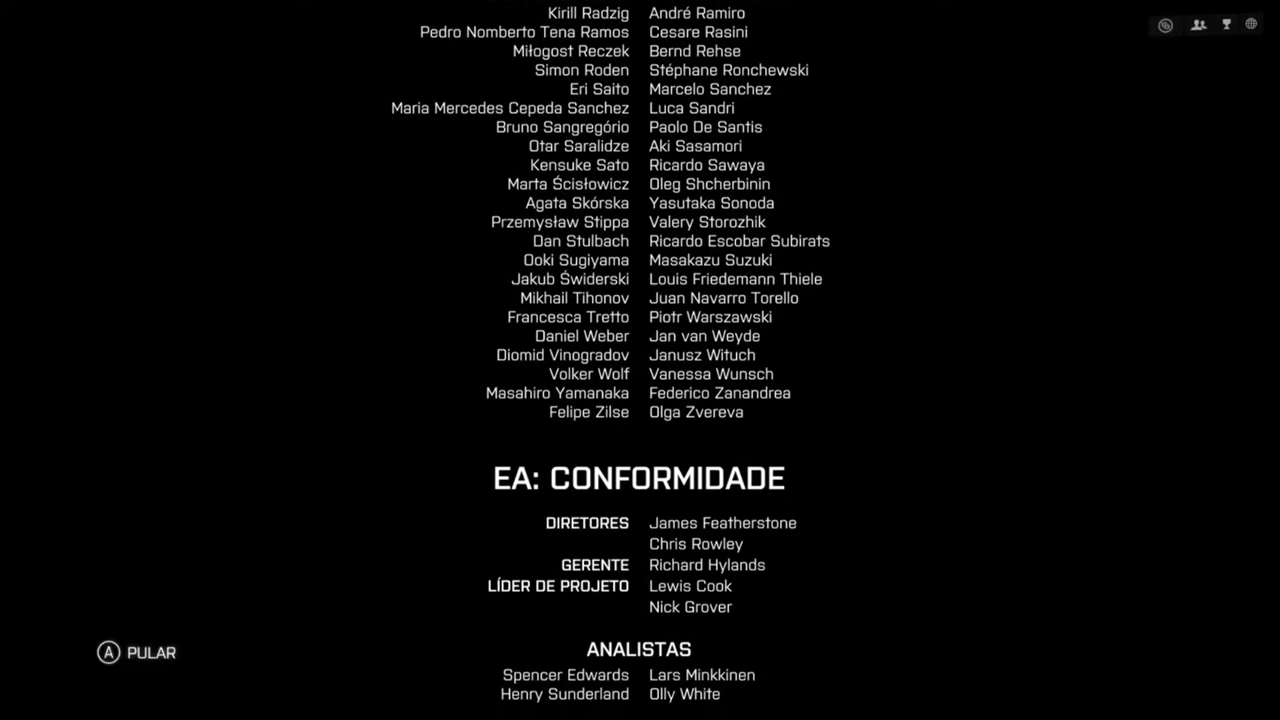 Kirill Radzig André Ramiro
Pedro Nomberto Tena Ramos Cesare Rasini
Miłogost Reczek Bernd Rehse
Simon Roden Stéphane Ronchewski
Eri Saito Marcelo Sanchez
Maria Mercedes Cepeda Sanchez Luca Sandri
Bruno Sangregório Paolo De Santis
Otar Saralidze Aki Sasamori
Kensuke Sato Ricardo Sawaya
Marta Ścisłowicz Oleg Shcherbinin
Agata Skórska Yasutaka Sonoda
Przemysław Stippa Valery Storozhik
Dan Stulbach Ricardo Escobar Subirats
Ooki Sugiyama Masakazu Suzuki
Jakub Świderski Louis Friedemann Thiele
Mikhail Tihonov Juan Navarro Torello
Francesca Tretto Piotr Warszawski
Daniel Weber Jan van Weyde
Diomid Vinogradov Janusz Wituch
Volker Wolf Vanessa Wunsch
Masahiro Yamanaka Federico Zanandrea
Felipe Zilse Olga Zvereva
EA: CONFORMIDADE
DIRETORES James Featherstone
Chris Rowley
GERENTE Richard Hylands
LÍDER DE PROJETO Lewis Cook
Nick Grover
ANALISTAS
Spencer Edwards Lars Minkkinen
Henry Sunderland Olly White
A PULAR